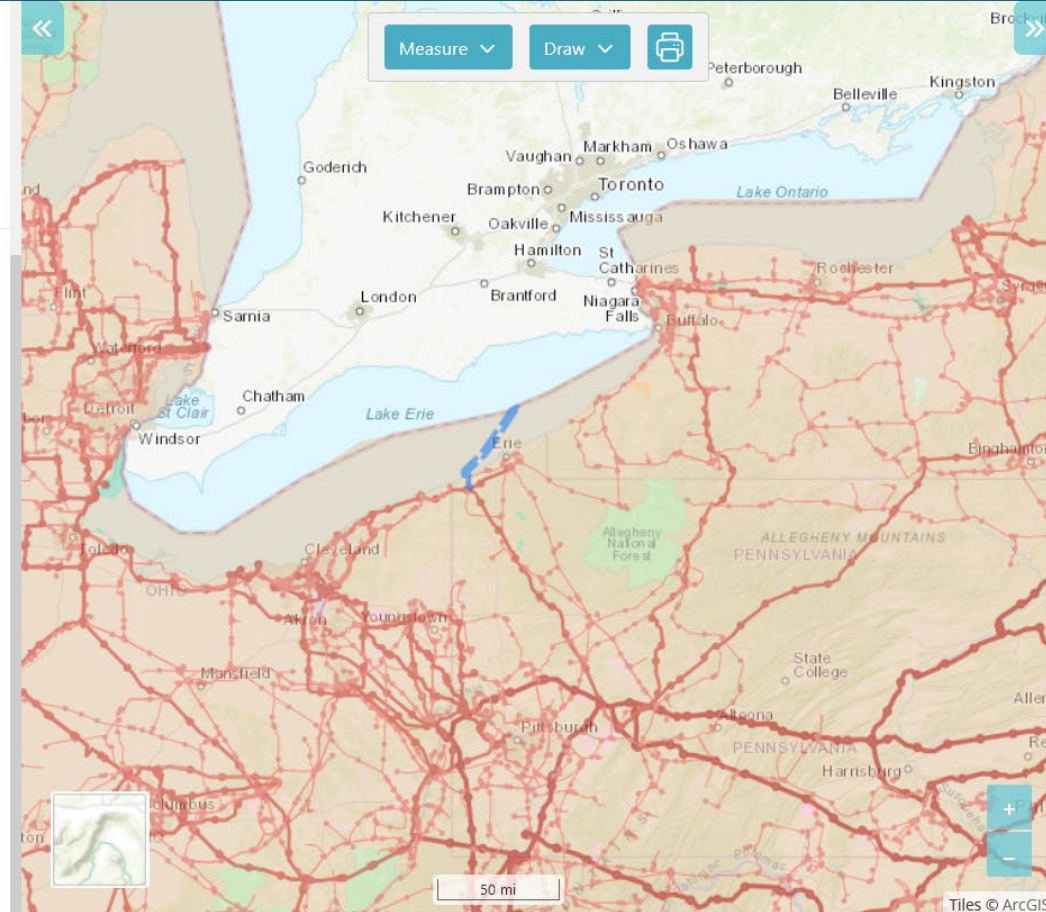 Measure
Draw
Peterborough
Belleville
Kingston
Goderich
Vaughan
Markham
Oshawa
Brampton
Toronto
Lake Ontario
Kitchener
Oakville
Mississauga
Hamilton
St
Catharines
Rochester
Flint
London
Brantford
Niagara
Falls
Sarnia
Buffalo
Waterford
Lake
St Clair
Chatham
Detroit
Lake Erie
Windsor
Erie
Allegheny
National
Forest
ALLEGHENY MOUNTAINS
PENNSYLVANIA
Toledo
Cleveland
OHIO
Akron
Youngstown
Mansfield
State
College
Pittsburgh
Altoona
PENNSYLVANIA
Harrisburg
Potomac
50 mi
+
−
Tiles © ArcGIS